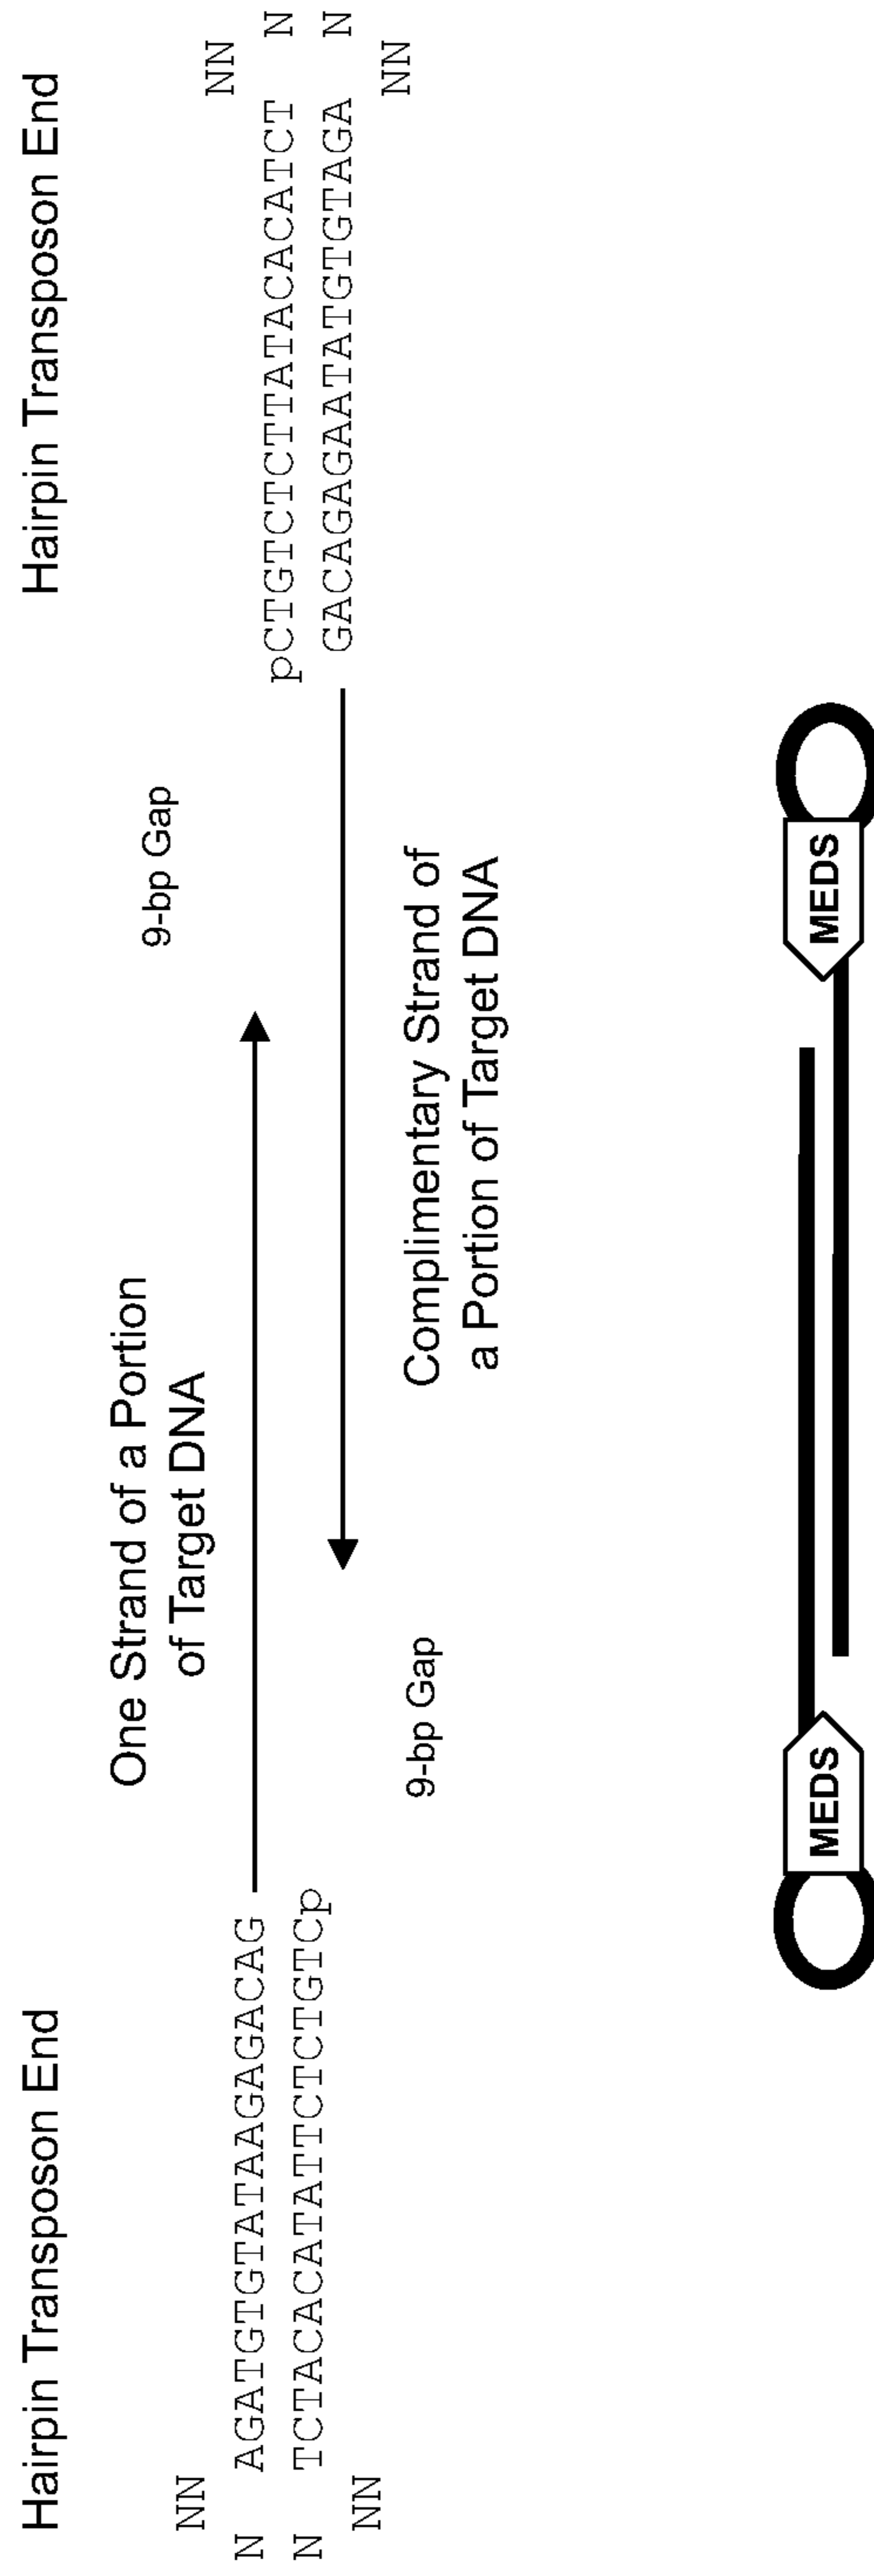 Hairpin Transposon End
Hairpin Transposon End
One Strand of a Portion
of Target DNA
9-bp Gap
NN
NN
N AGATGTGTATAAGAGACAG
pCTGTCTCTTATACACATCT N
N TCTACACATATTCTCTGTCp
GACAGAGAATATGTGTAGA N
NN
NN
9-bp Gap
Complimentary Strand of
a Portion of Target DNA
MEDS
MEDS